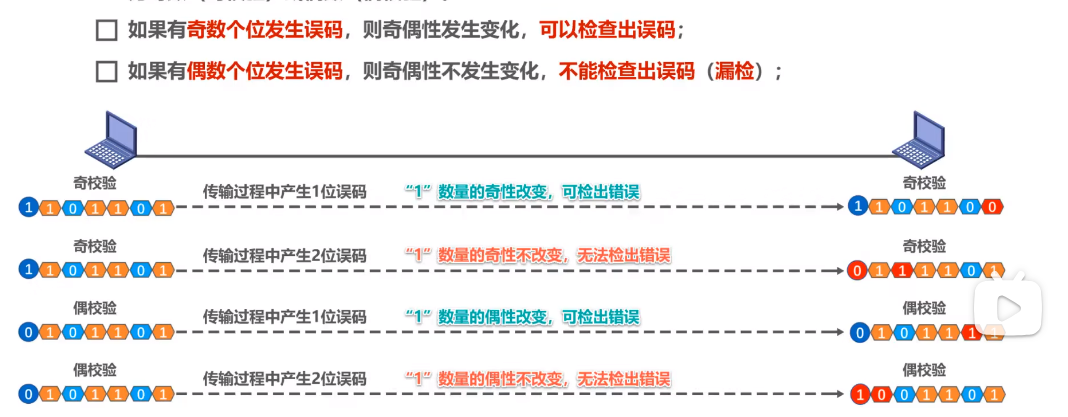 如果有奇数个位发生误码，则奇偶性发生变化，可以检查出误码；
如果有偶数个位发生误码，则奇偶性不发生变化，不能检查出误码（漏检）；
奇校验 奇校验
传输过程中产生1位误码 “1”数量的奇性改变，可检出错误
1 1 0 1 1 0 1 1 1 0 1 1 0 0
奇校验 奇校验
传输过程中产生2位误码 “1”数量的奇性不改变，无法检出错误
1 1 0 1 1 0 1 0 1 1 1 1 0 1
偶校验 偶校验
传输过程中产生1位误码 “1”数量的偶性改变，可检出错误
0 1 0 1 1 0 1 0 1 0 1 1 1 1
偶校验 偶校验
传输过程中产生2位误码 “1”数量的偶性不改变，无法检出错误
0 1 0 1 1 0 1 1 0 0 1 1 0 1